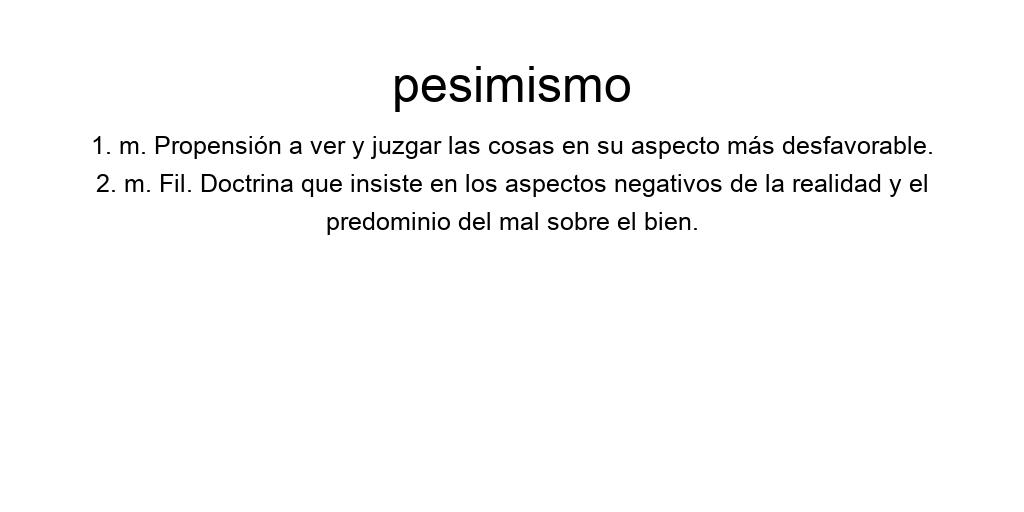 pesimismo
1. m. Propensión a ver y juzgar las cosas en su aspecto más desfavorable.
2. m. Fil. Doctrina que insiste en los aspectos negativos de la realidad y el
predominio del mal sobre el bien.